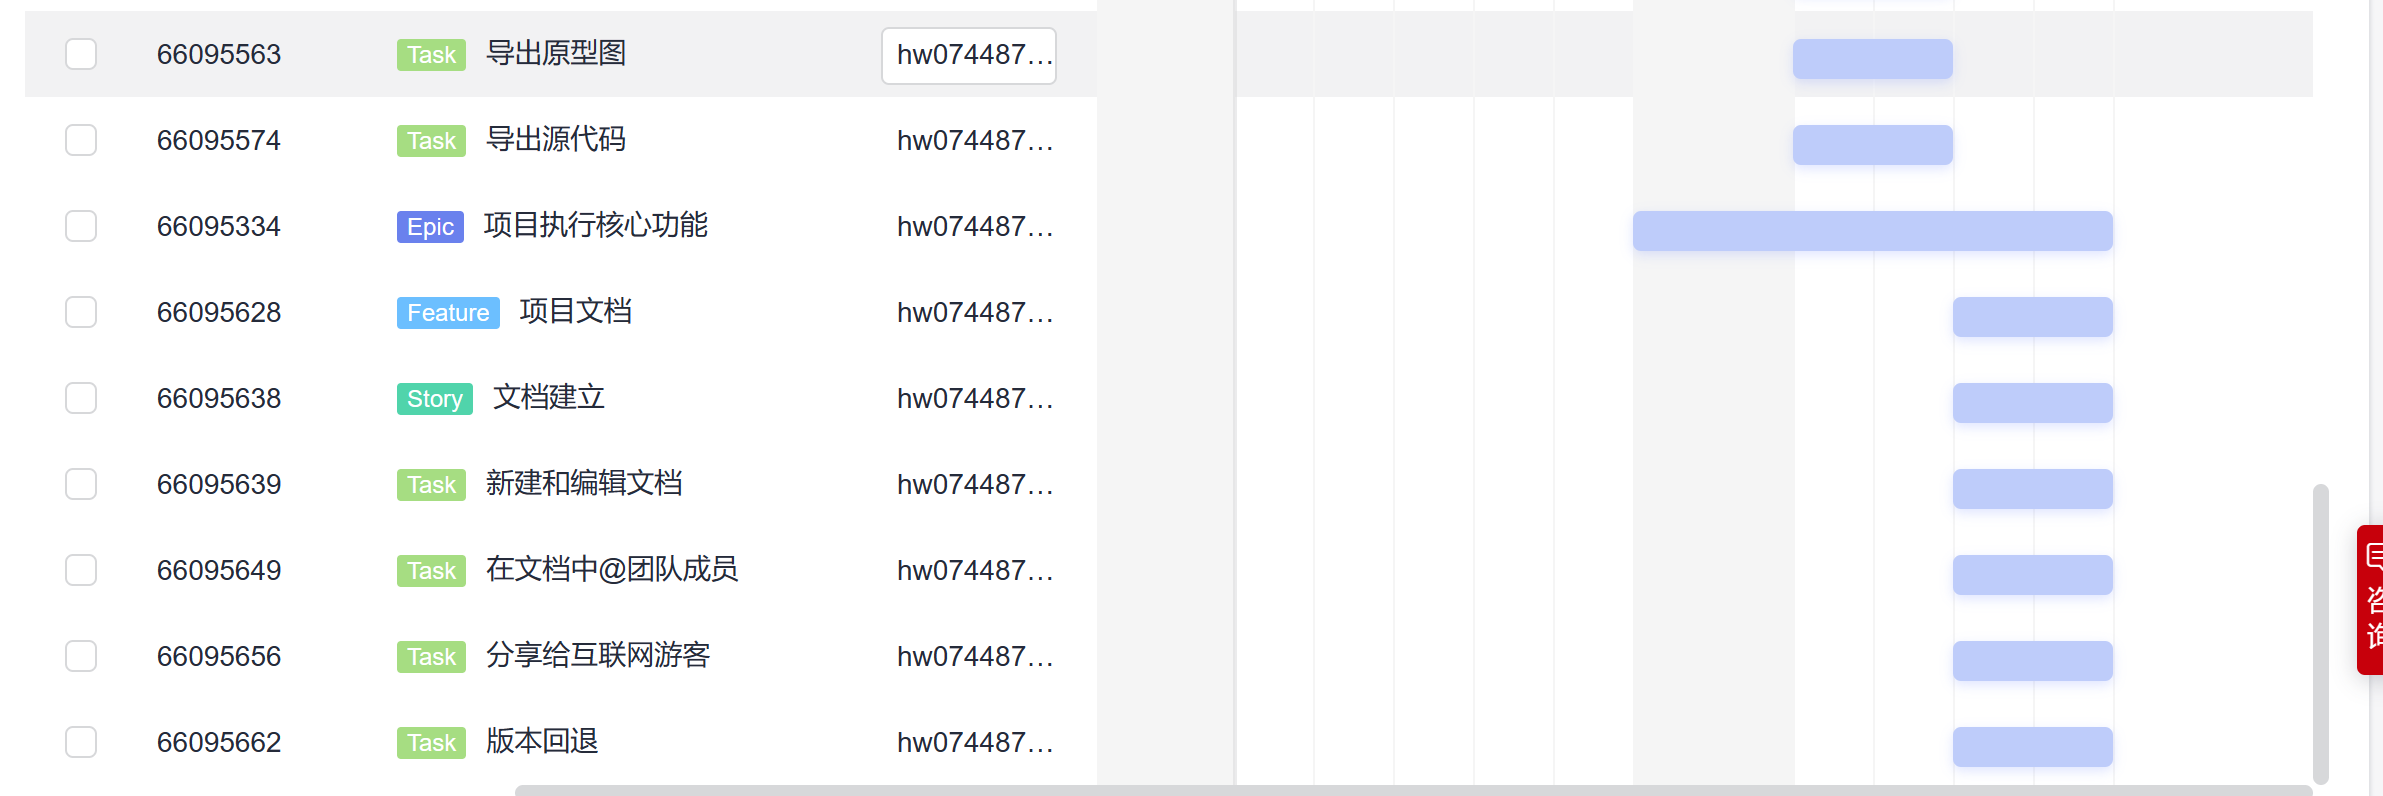 66095563 Task 导出原型图 hw074487...
66095574 Task 导出源代码 hw074487...
66095334 Epic 项目执行核心功能 hw074487...
66095628 Feature 项目文档 hw074487...
66095638 Story 文档建立 hw074487...
66095639 Task 新建和编辑文档 hw074487...
66095649 Task 在文档中@团队成员 hw074487...
66095656 Task 分享给互联网游客 hw074487...
66095662 Task 版本回退 hw074487...
咨
询